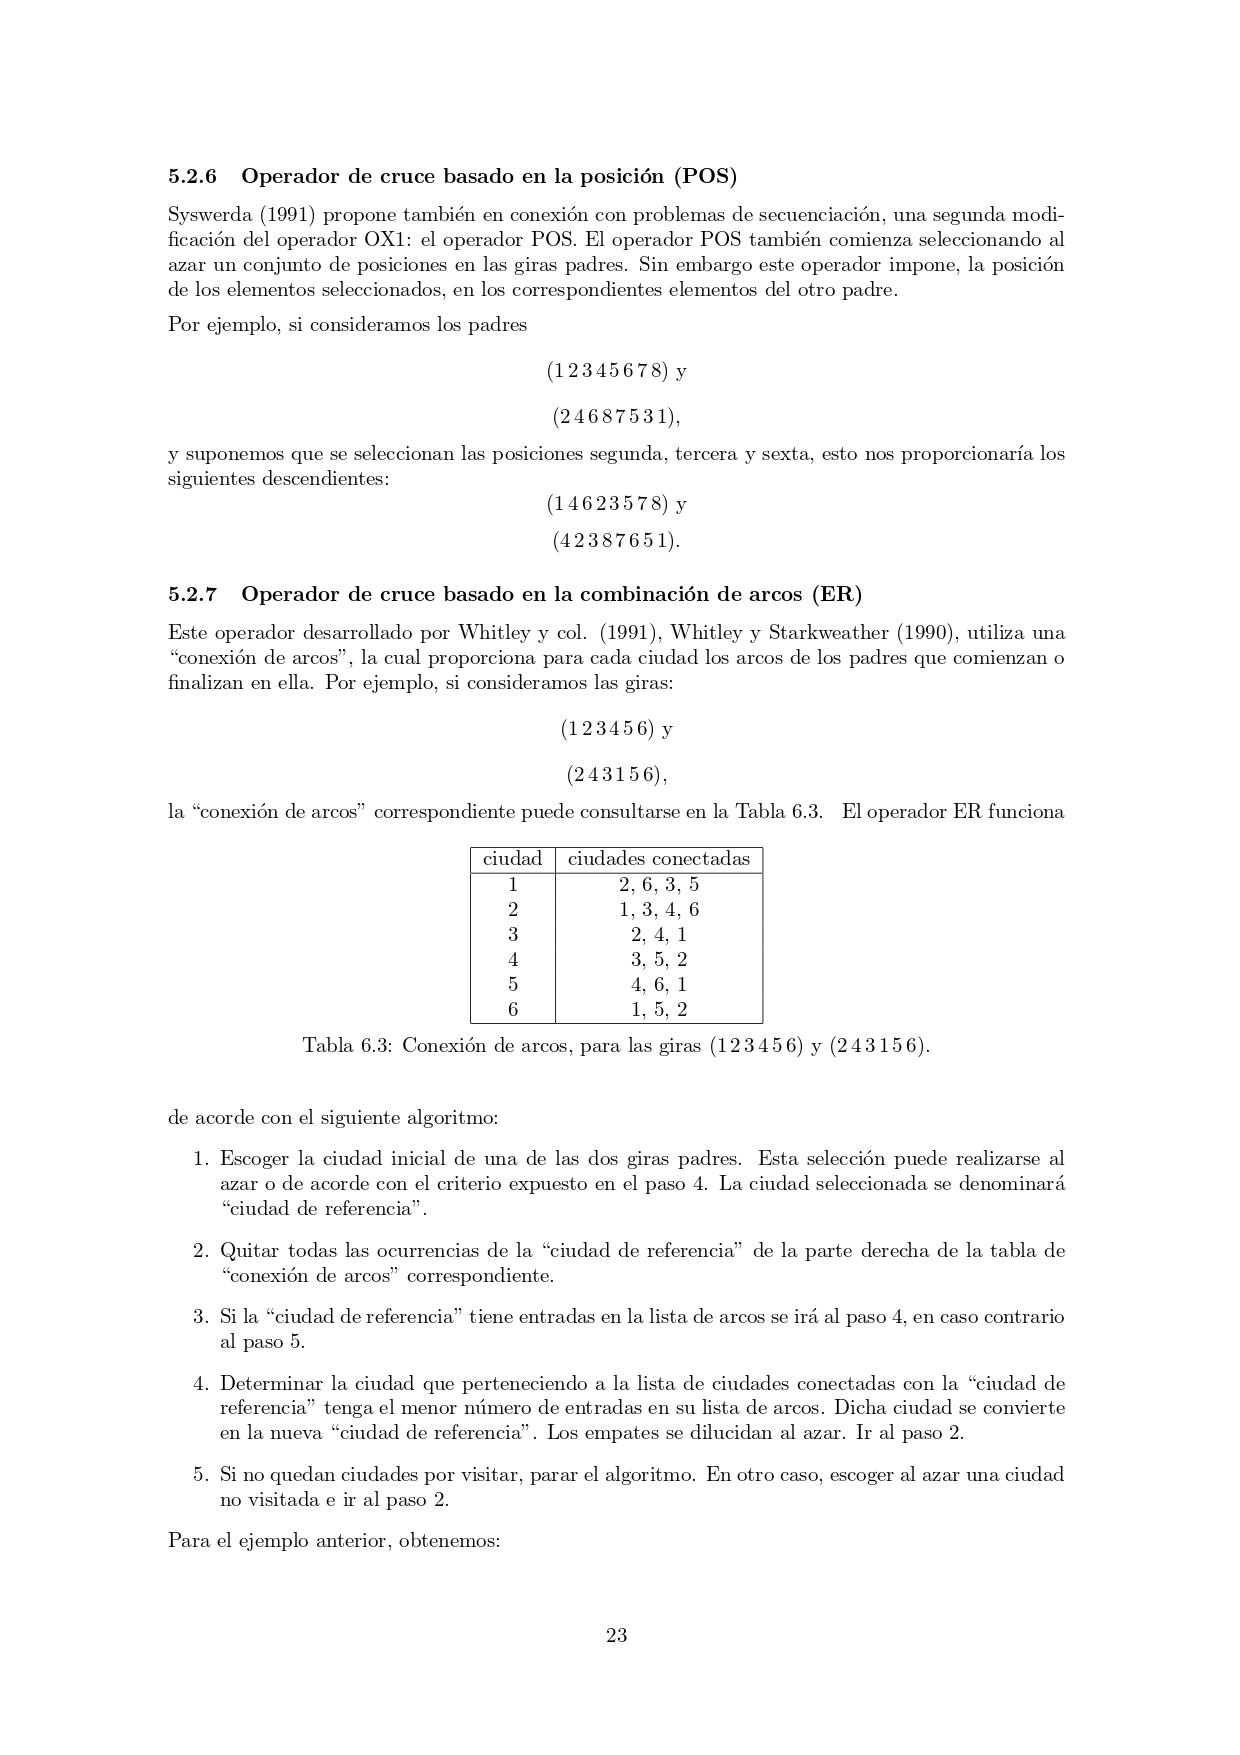 5.2.6 Operador de cruce basado en la posición (POS)
Syswerda (1991) propone también en conexión con problemas de secuenciación, una segunda modi-
ficación del operador OX1: el operador POS. El operador POS también comienza seleccionando al
azar un conjunto de posiciones en las giras padres. Sin embargo este operador impone, la posición
de los elementos seleccionados, en los correspondientes elementos del otro padre.
Por ejemplo, si consideramos los padres
(1 2 3 4 5 6 7 8) y
(2 4 6 8 7 5 3 1),
y suponemos que se seleccionan las posiciones segunda, tercera y sexta, esto nos proporcionaría los
siguientes descendientes:
(1 4 6 2 3 5 7 8) y
(4 2 3 8 7 6 5 1).
5.2.7 Operador de cruce basado en la combinación de arcos (ER)
Este operador desarrollado por Whitley y col. (1991), Whitley y Starkweather (1990), utiliza una
“conexión de arcos”, la cual proporciona para cada ciudad los arcos de los padres que comienzan o
finalizan en ella. Por ejemplo, si consideramos las giras:
(1 2 3 4 5 6) y
(2 4 3 1 5 6),
la “conexión de arcos” correspondiente puede consultarse en la Tabla 6.3. El operador ER funciona
ciudad ciudades conectadas
1 2, 6, 3, 5
2 1, 3, 4, 6
3 2, 4, 1
4 3, 5, 2
5 4, 6, 1
6 1, 5, 2
Tabla 6.3: Conexión de arcos, para las giras (1 2 3 4 5 6) y (2 4 3 1 5 6).
de acorde con el siguiente algoritmo:
1. Escoger la ciudad inicial de una de las dos giras padres. Esta selección puede realizarse al
azar o de acorde con el criterio expuesto en el paso 4. La ciudad seleccionada se denominará
“ciudad de referencia”.
2. Quitar todas las ocurrencias de la “ciudad de referencia” de la parte derecha de la tabla de
“conexión de arcos” correspondiente.
3. Si la “ciudad de referencia” tiene entradas en la lista de arcos se irá al paso 4, en caso contrario
al paso 5.
4. Determinar la ciudad que perteneciendo a la lista de ciudades conectadas con la “ciudad de
referencia” tenga el menor número de entradas en su lista de arcos. Dicha ciudad se convierte
en la nueva “ciudad de referencia”. Los empates se dilucidan al azar. Ir al paso 2.
5. Si no quedan ciudades por visitar, parar el algoritmo. En otro caso, escoger al azar una ciudad
no visitada e ir al paso 2.
Para el ejemplo anterior, obtenemos:
23